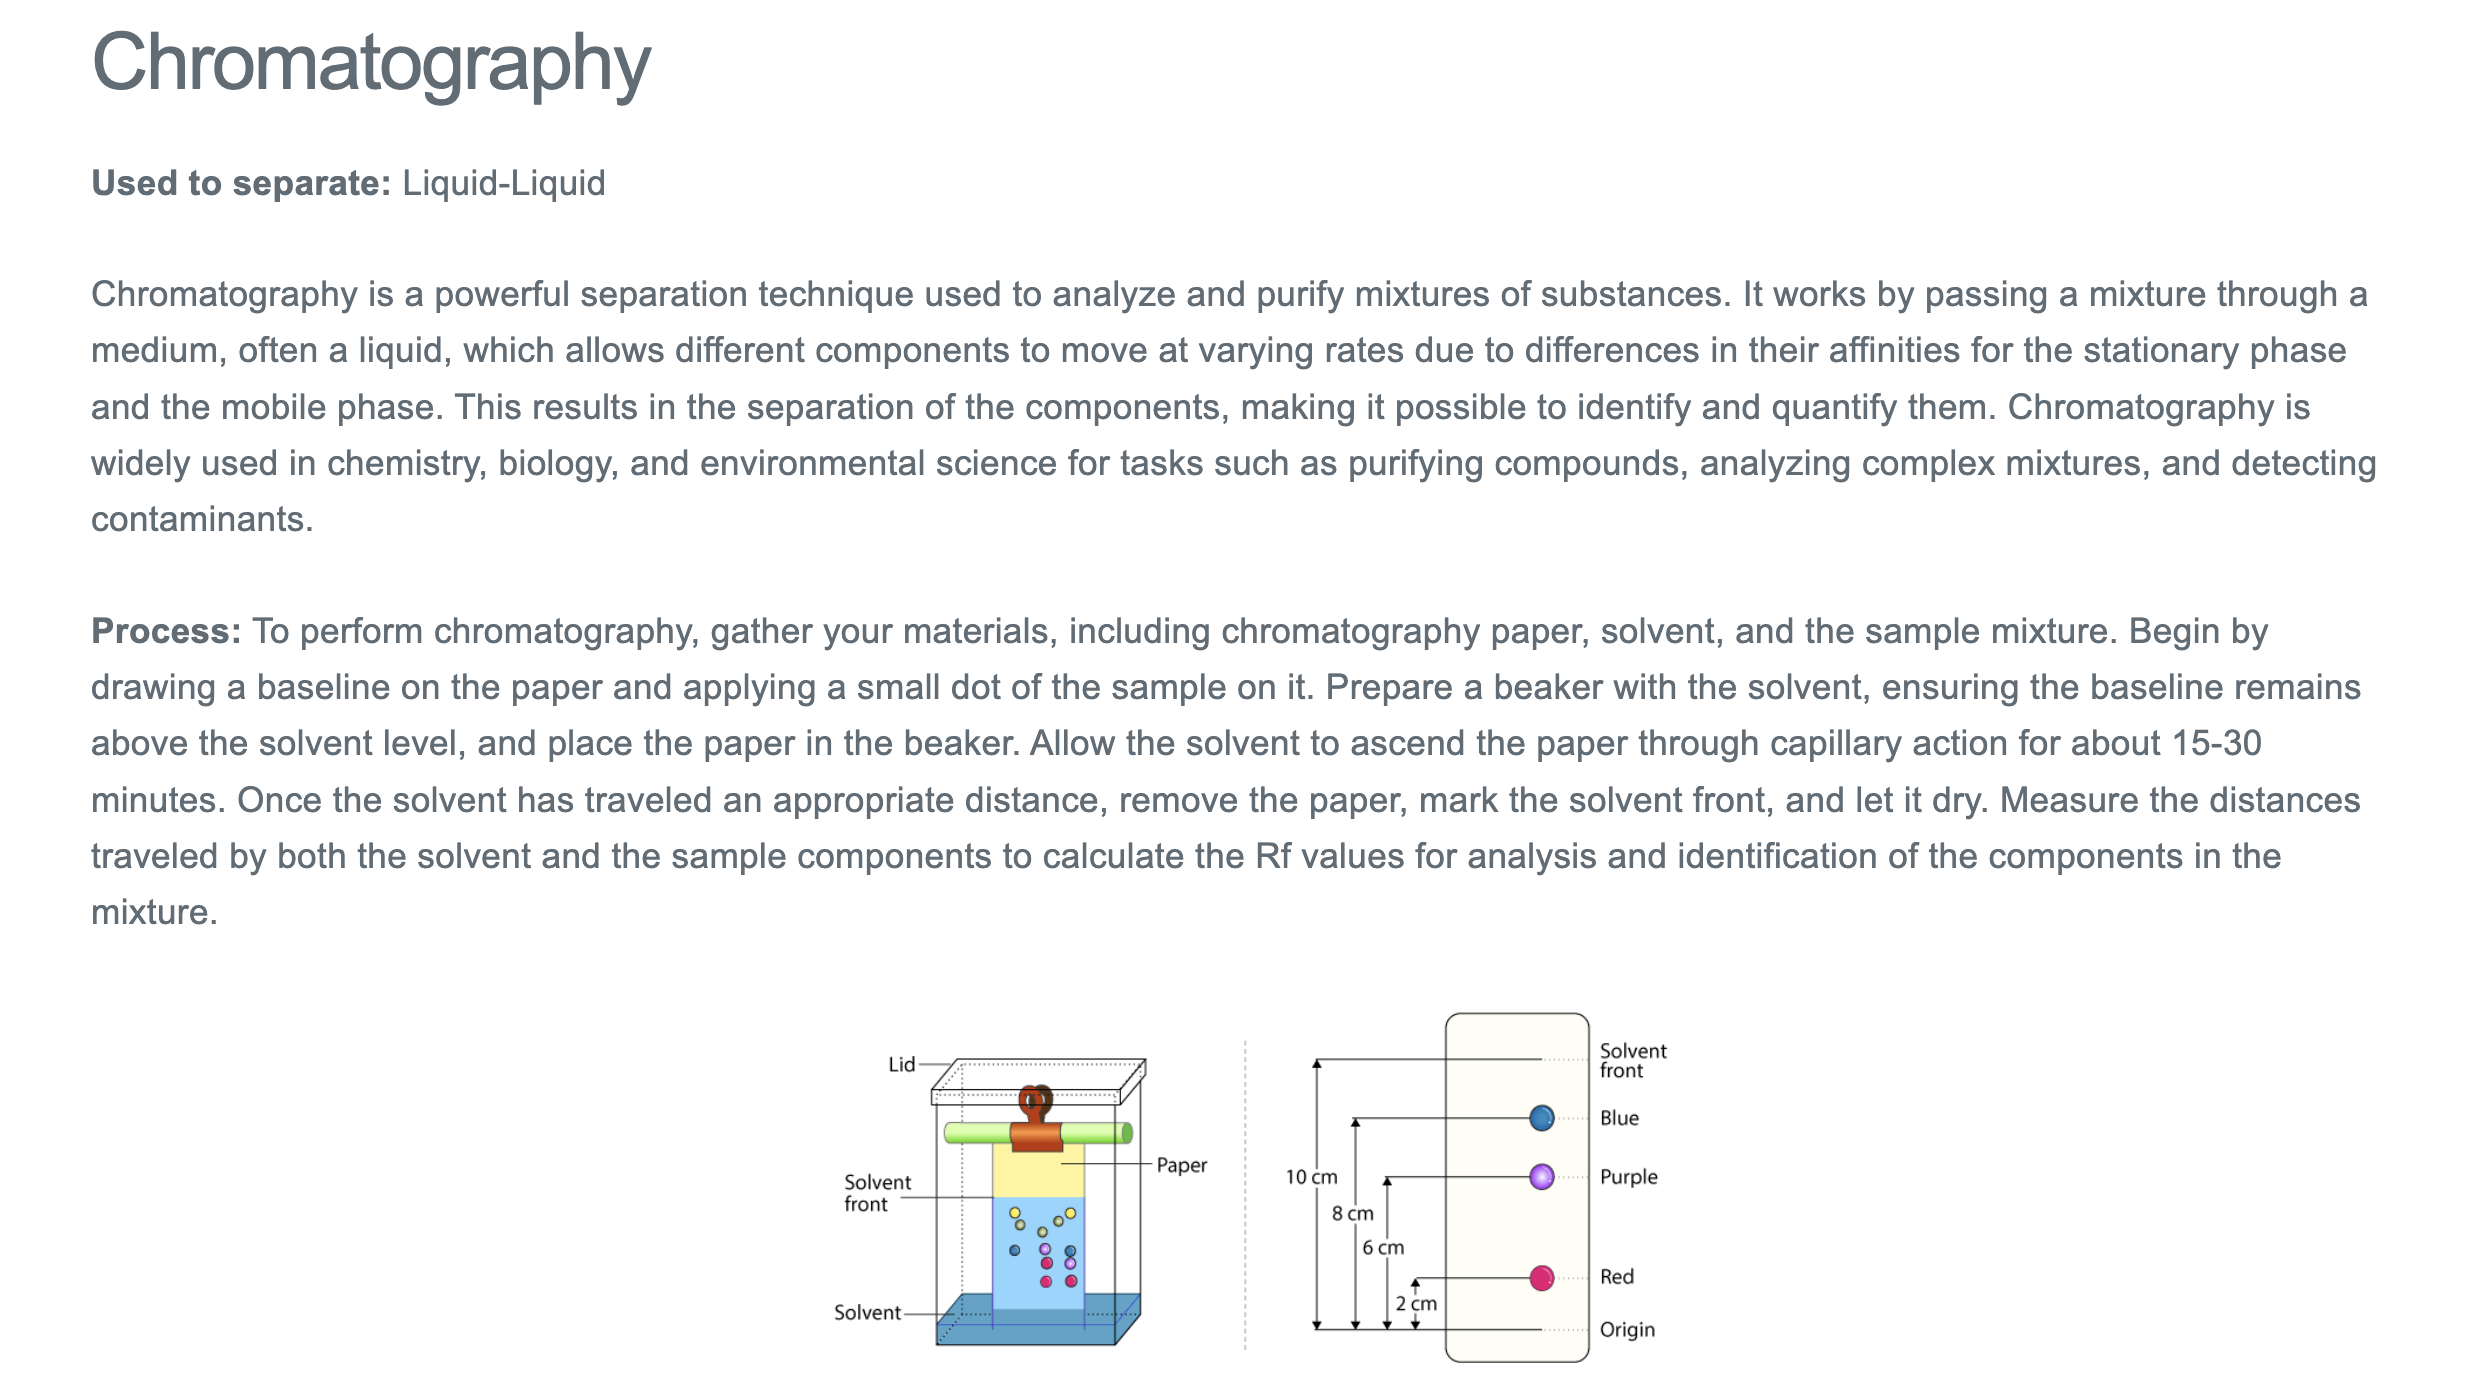 Chromatography
Used to separate: Liquid-Liquid
Chromatography is a powerful separation technique used to analyze and purify mixtures of substances. It works by passing a mixture through a
medium, often a liquid, which allows different components to move at varying rates due to differences in their affinities for the stationary phase
and the mobile phase. This results in the separation of the components, making it possible to identify and quantify them. Chromatography is
widely used in chemistry, biology, and environmental science for tasks such as purifying compounds, analyzing complex mixtures, and detecting
contaminants.
Process: To perform chromatography, gather your materials, including chromatography paper, solvent, and the sample mixture. Begin by
drawing a baseline on the paper and applying a small dot of the sample on it. Prepare a beaker with the solvent, ensuring the baseline remains
above the solvent level, and place the paper in the beaker. Allow the solvent to ascend the paper through capillary action for about 15-30
minutes. Once the solvent has traveled an appropriate distance, remove the paper, mark the solvent front, and let it dry. Measure the distances
traveled by both the solvent and the sample components to calculate the Rf values for analysis and identification of the components in the
mixture.
Lid
Paper
Solvent
front
Solvent
Solvent
front
Blue
Purple
Red
Origin
10 cm
8 cm
6 cm
2 cm